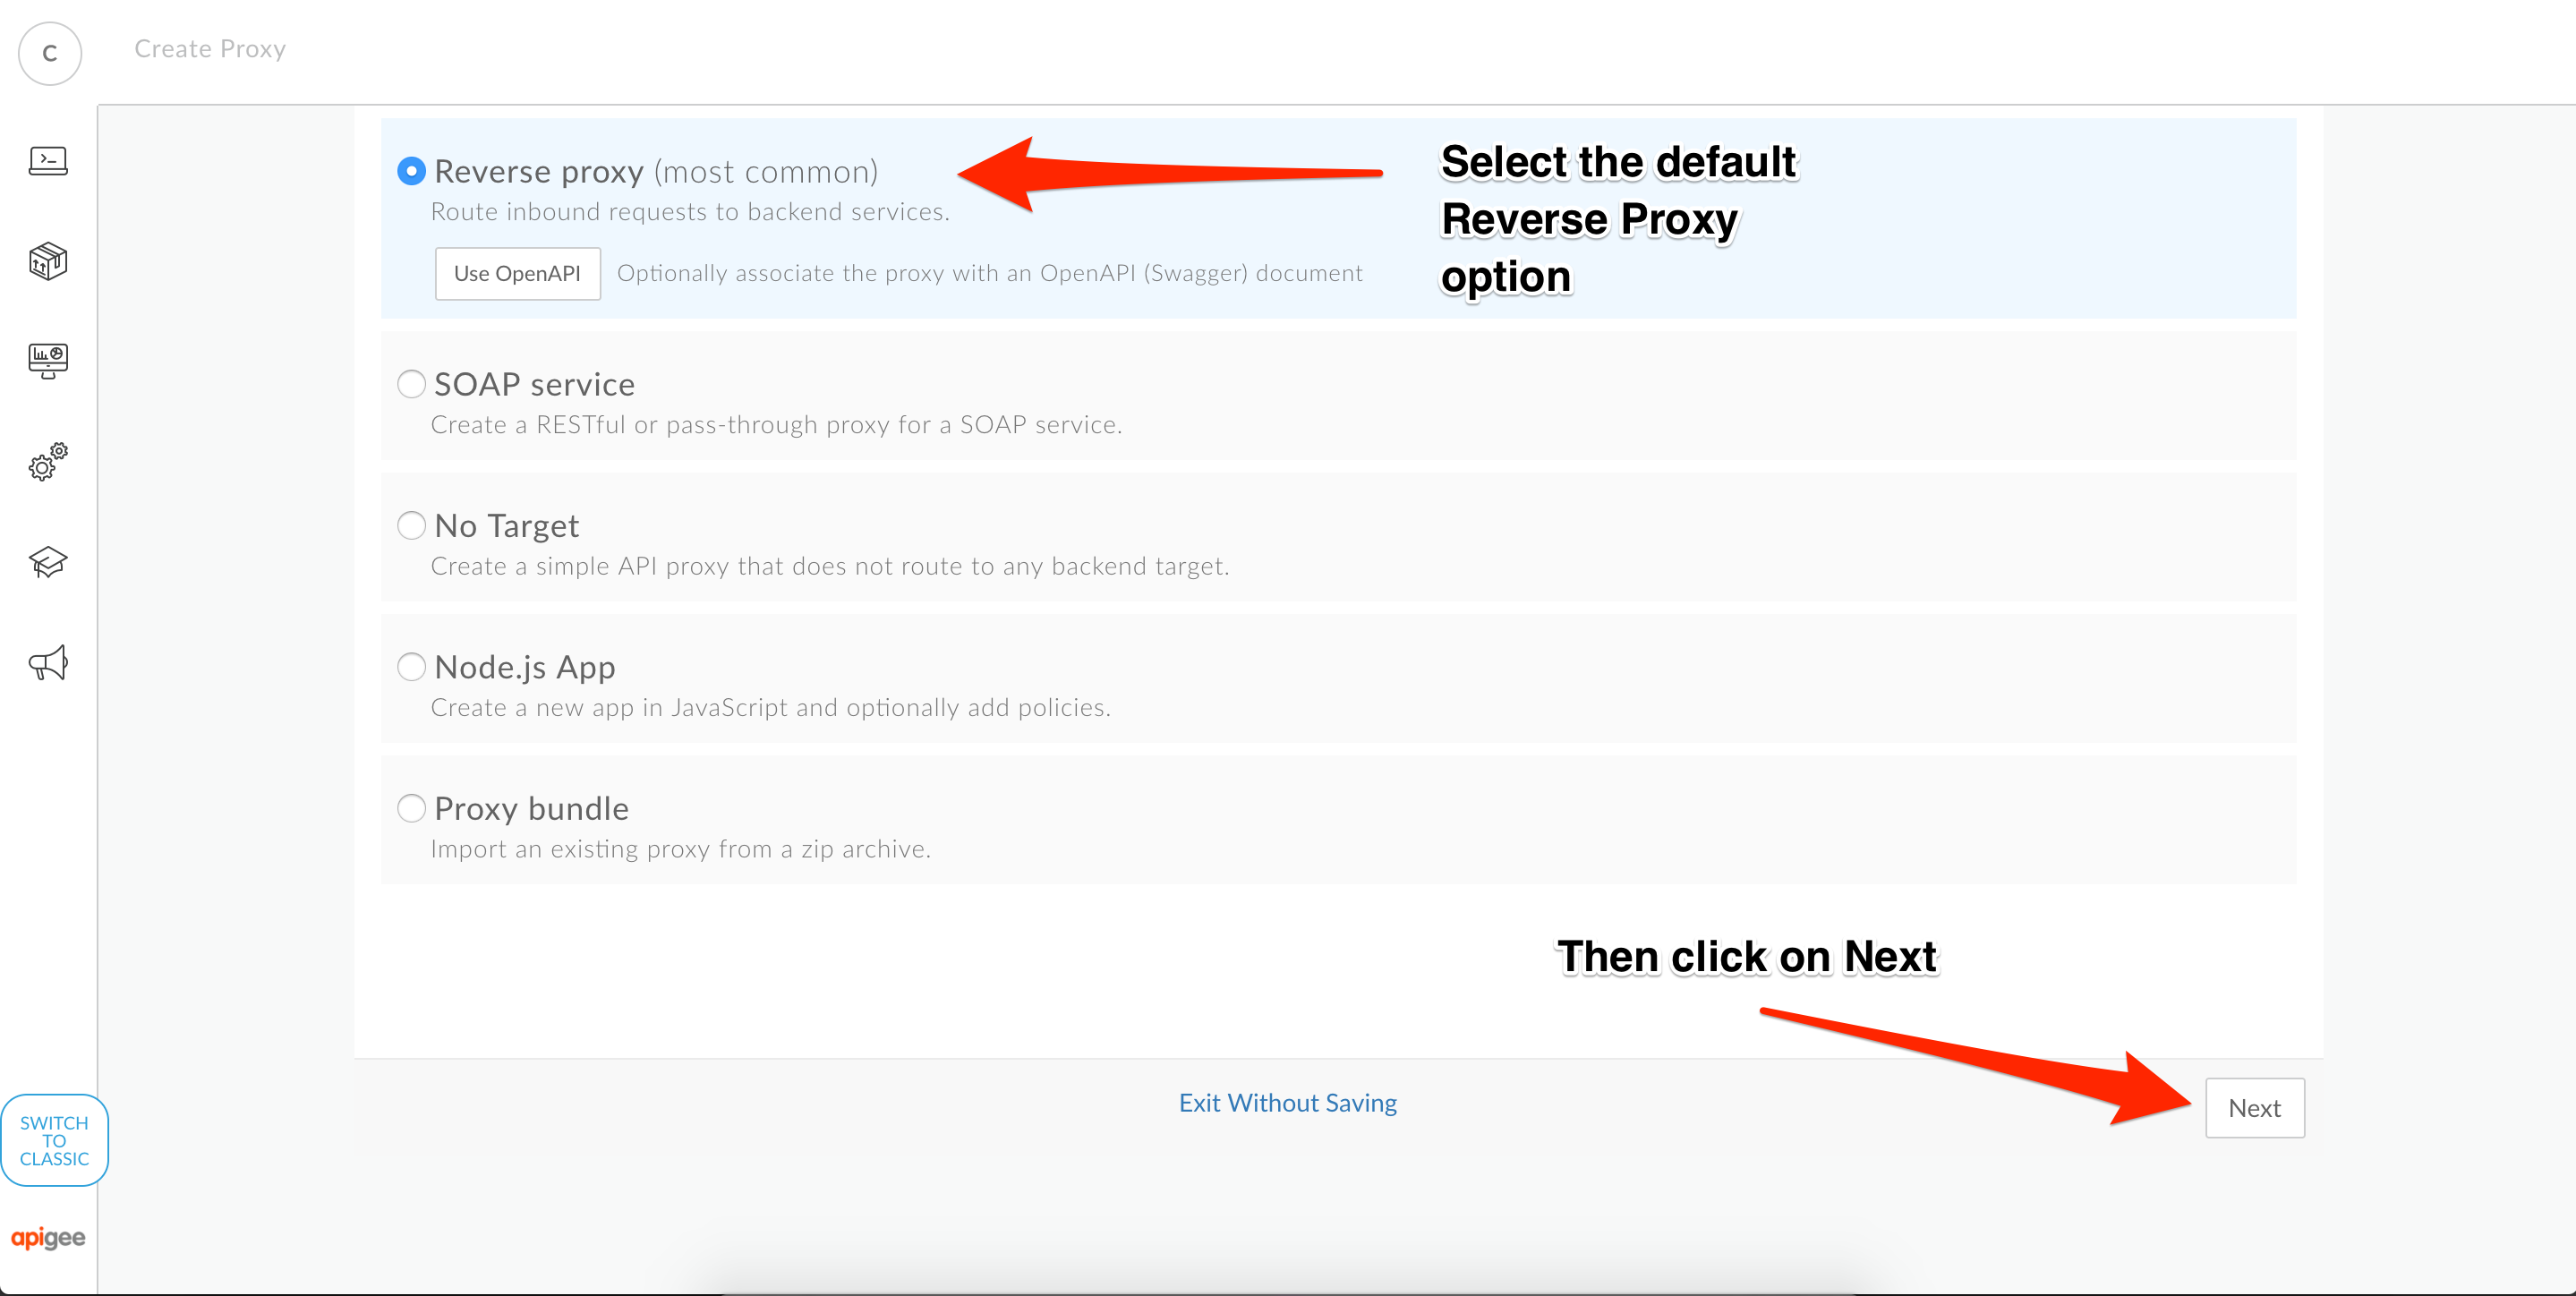 C
Create Proxy
Reverse proxy (most common)
Route inbound requests to backend services.
Use OpenAPI
Optionally associate the proxy with an OpenAPI (Swagger) document
Select the default
Reverse Proxy
option
SOAP service
Create a RESTful or pass-through proxy for a SOAP service.
No Target
Create a simple API proxy that does not route to any backend target.
Node.js App
Create a new app in JavaScript and optionally add policies.
Proxy bundle
Import an existing proxy from a zip archive.
Then click on Next
Exit Without Saving
Next
SWITCH
TO
CLASSIC
apigee